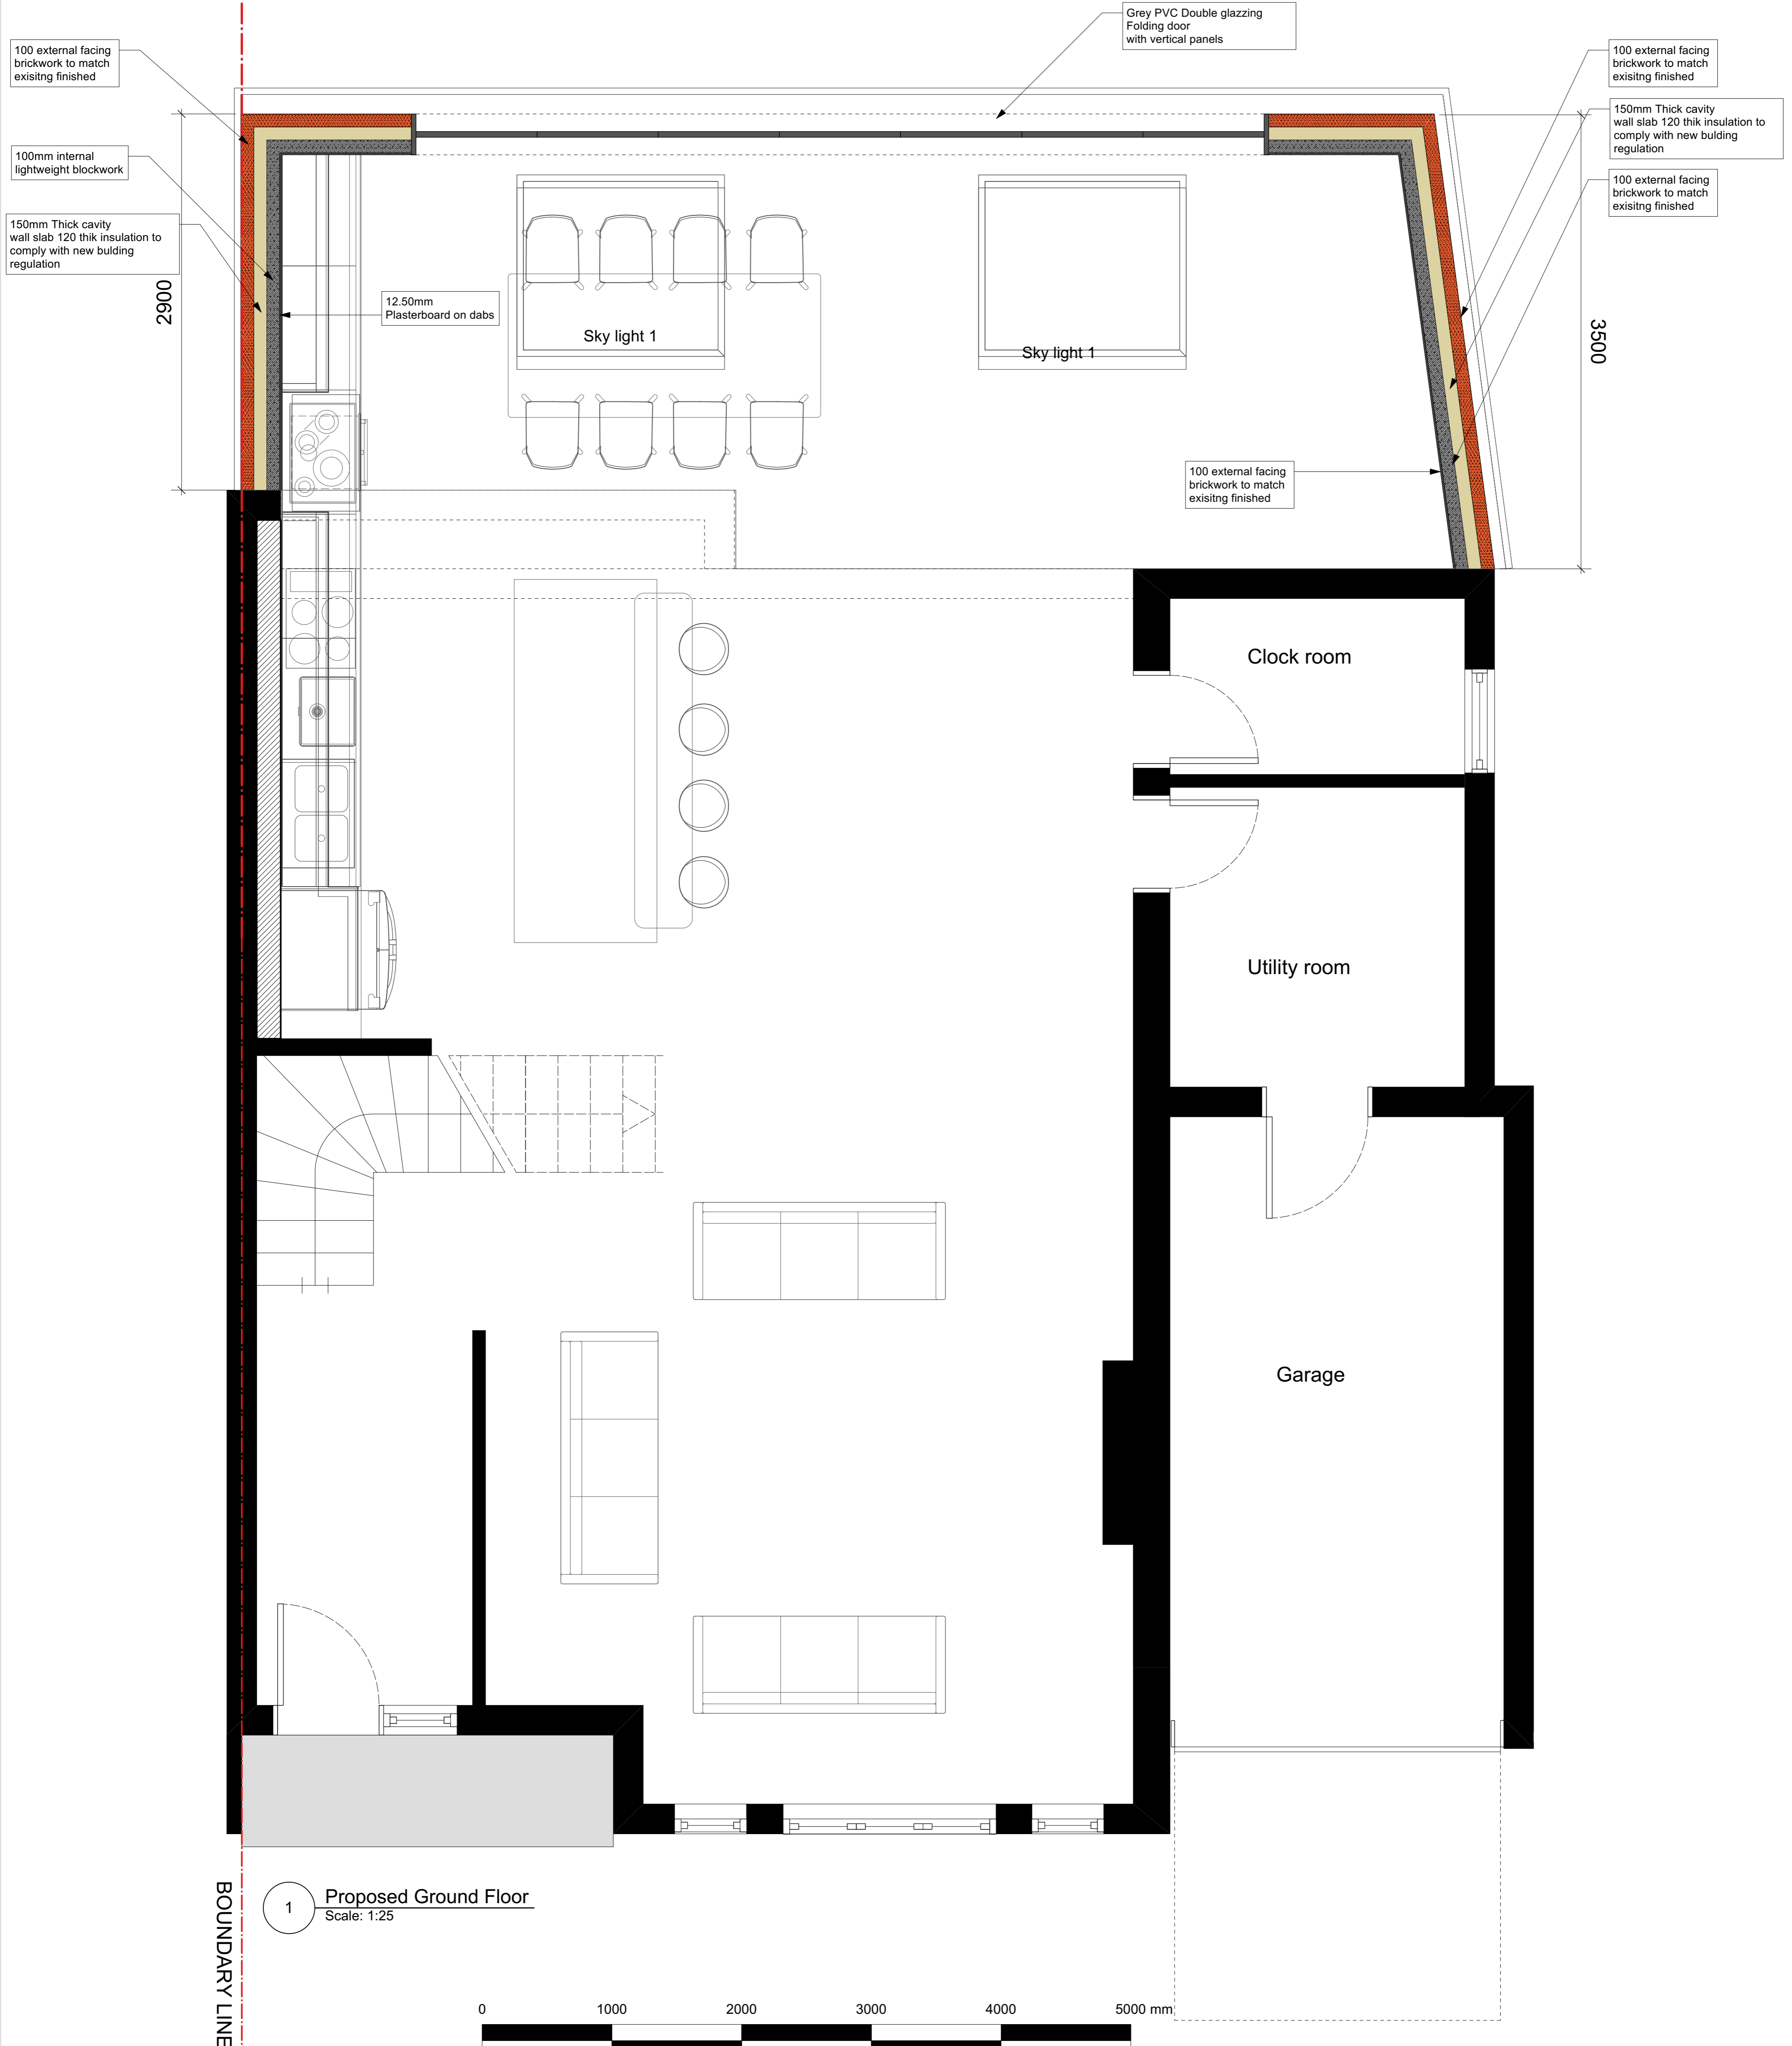 Grey PVC Double glazzing
Folding door
with vertical panels
100 external facing
brickwork to match
exisitng finished
100 external facing
brickwork to match
exisitng finished
150mm Thick cavity
wall slab 120 thik insulation to
comply with new bulding
regulation
100mm internal
lightweight blockwork
100 external facing
brickwork to match
exisitng finished
150mm Thick cavity
wall slab 120 thik insulation to
comply with new bulding
regulation
2900
12.50mm
Plasterboard on dabs
Sky light 1
Sky light 1
3500
100 external facing
brickwork to match
exisitng finished
Clock room
Utility room
Garage
BOUNDARY LINE
1
Proposed Ground Floor
Scale: 1:25
0 1000 2000 3000 4000 5000 mm